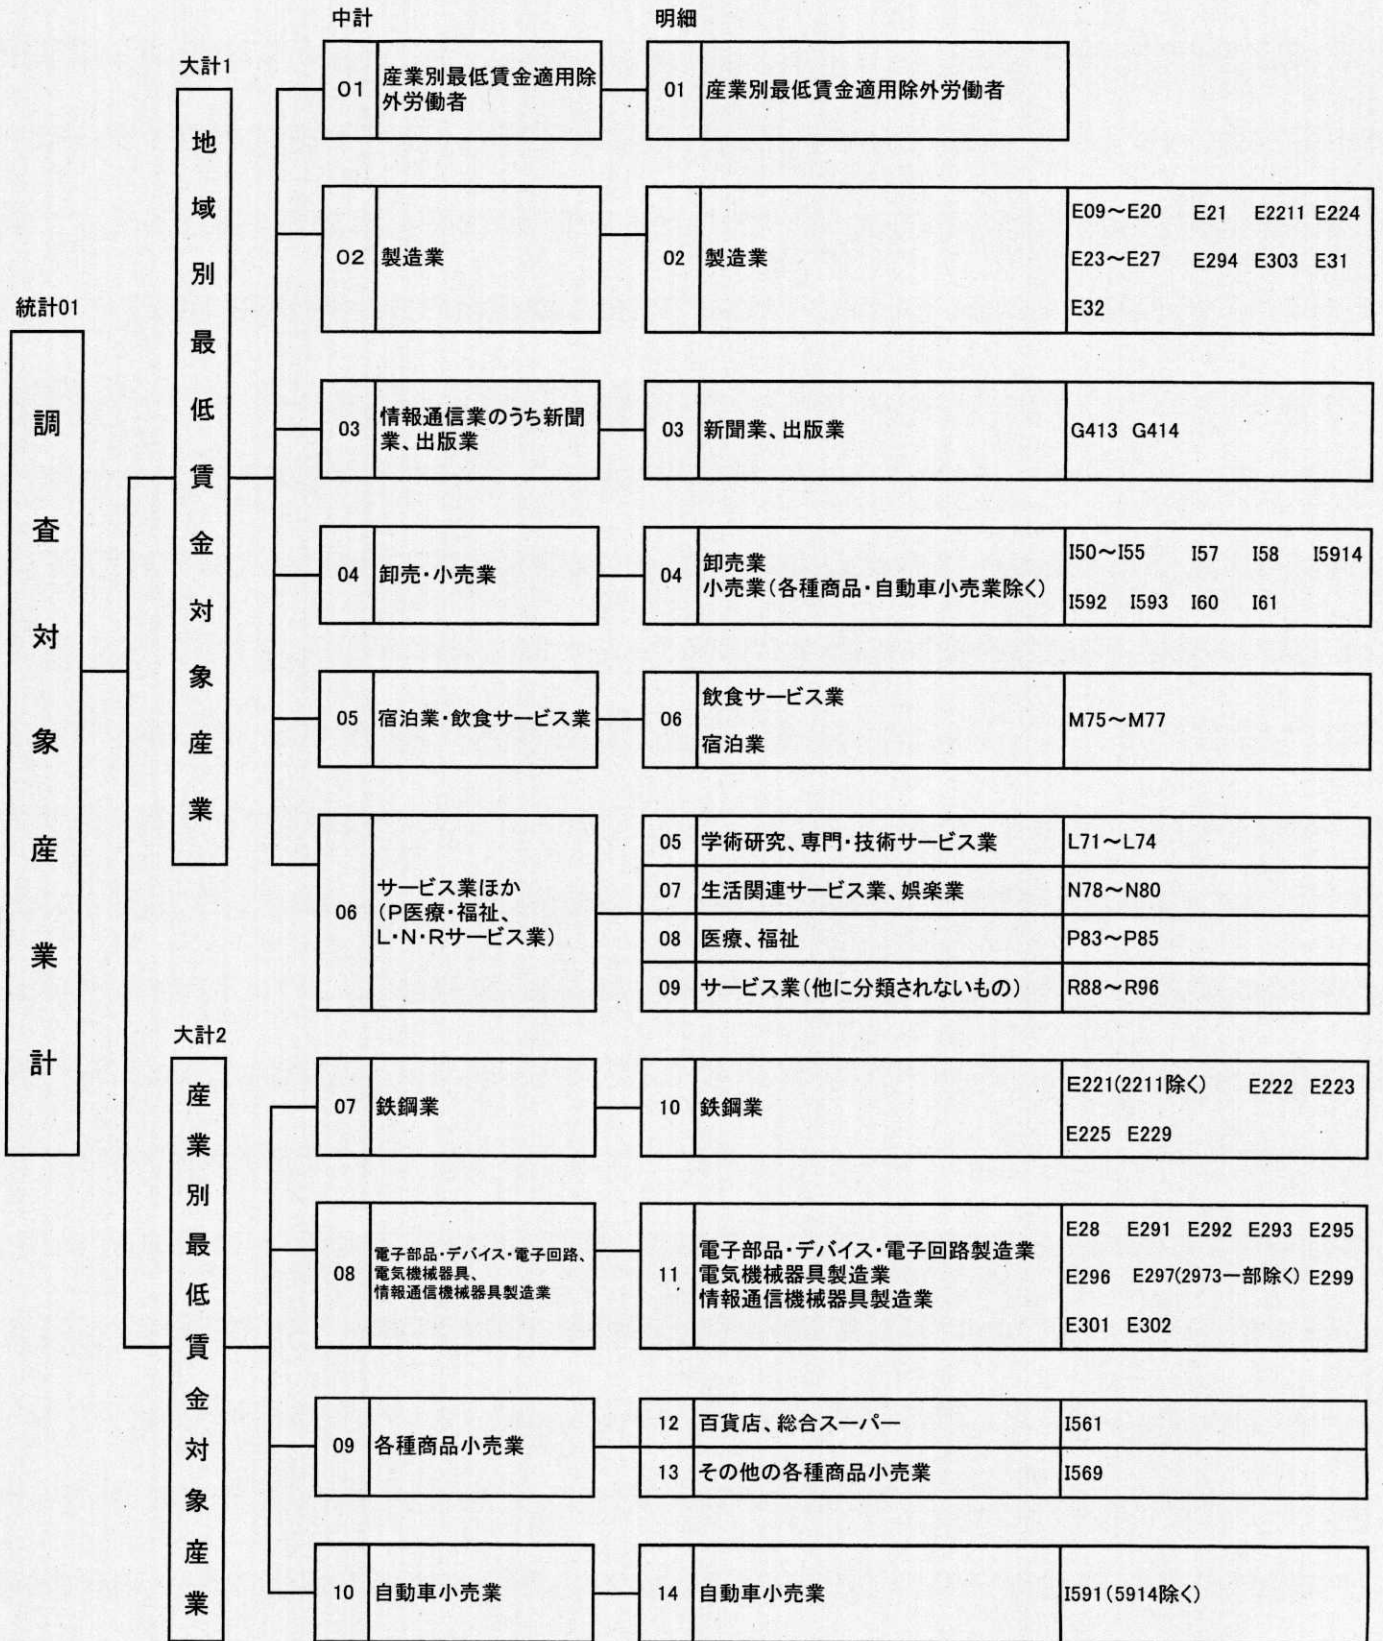 中計 明細
大計1
01 産業別最低賃金適用除
外労働者
01 産業別最低賃金適用除外労働者
地域別最低賃金対象産業
02 製造業
02 製造業
E09～E20 E21 E2211 E224
E23～E27 E294 E303 E31
E32
統計01
調査対象産業計
03 情報通信業のうち新聞
業、出版業
03 新聞業、出版業
G413 G414
04 卸売・小売業
04 卸売業
小売業(各種商品・自動車小売業除く)
I50～I55 I57 I58 I5914
I592 I593 I60 I61
05 宿泊業・飲食サービス業
06 飲食サービス業
宿泊業
M75～M77
06 サービス業ほか
(P医療・福祉、
L・N・Rサービス業)
05 学術研究、専門・技術サービス業 L71～L74
07 生活関連サービス業、娯楽業 N78～N80
08 医療、福祉 P83～P85
09 サービス業(他に分類されないもの) R88～R96
大計2
産業別最低賃金対象産業
07 鉄鋼業
10 鉄鋼業
E221(2211除く) E222 E223
E225 E229
08 電子部品・デバイス・電子回路、
電気機械器具、
情報通信機械器具製造業
11 電子部品・デバイス・電子回路製造業
電気機械器具製造業
情報通信機械器具製造業
E28 E291 E292 E293 E295
E296 E297(2973一部除く) E299
E301 E302
09 各種商品小売業
12 百貨店、総合スーパー I561
13 その他の各種商品小売業 I569
10 自動車小売業
14 自動車小売業 I591(5914除く)